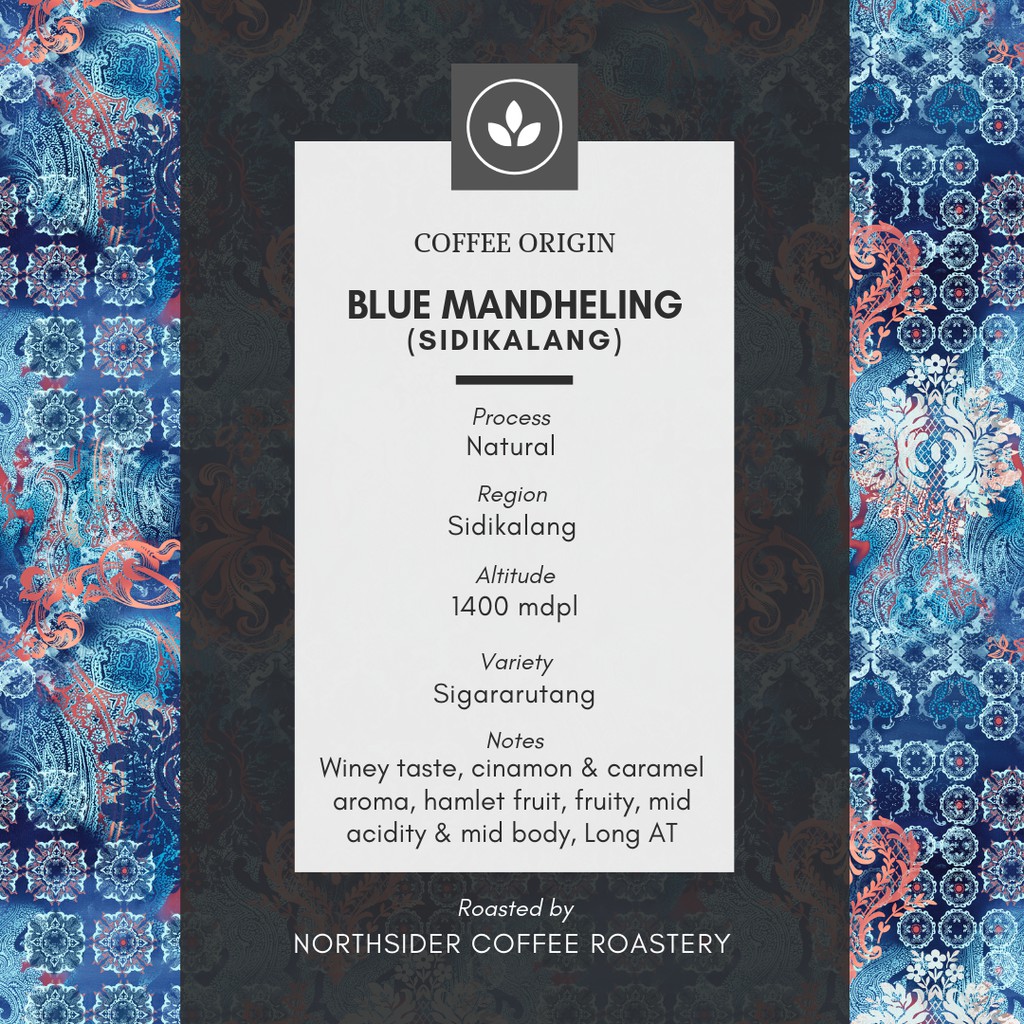 COFFEE ORIGIN
BLUE MANDHELING
(SIDIKALANG)
Process
Natural
Region
Sidikalang
Altitude
1400 mdpl
Variety
Sigararutang
Notes
Winey taste, cinamon & caramel
aroma, hamlet fruit, fruity, mid
acidity & mid body, Long AT
Roasted by
NORTHSIDER COFFEE ROASTERY